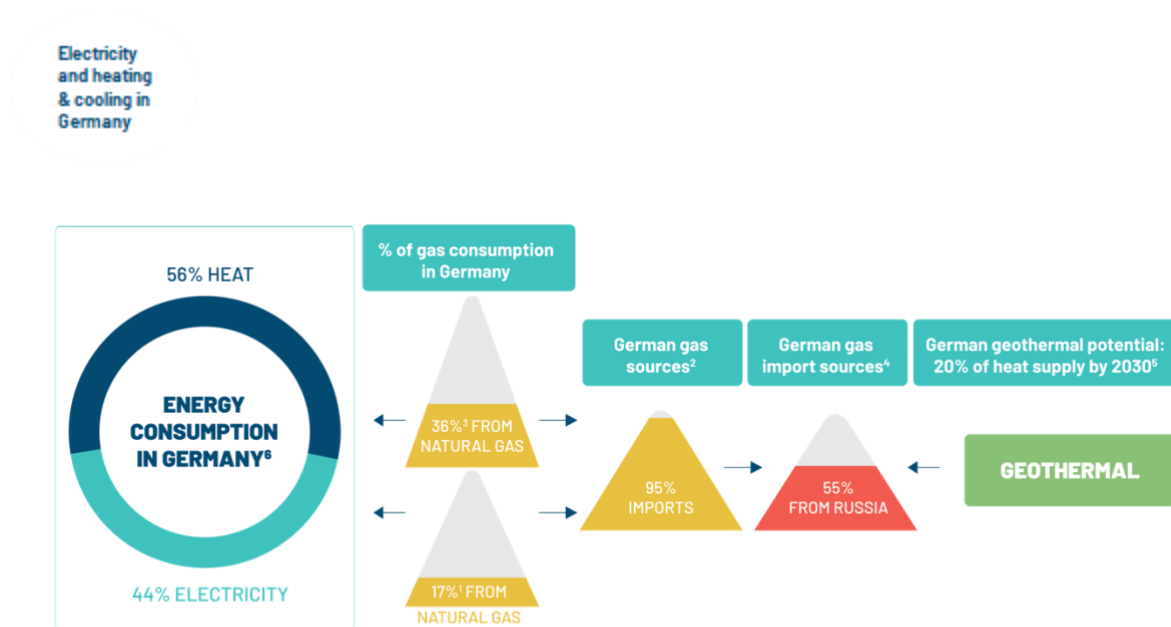 Electricity
and heating
& cooling in
Germany
56% HEAT
ENERGY
CONSUMPTION
IN GERMANY⁶
44% ELECTRICITY
% of gas consumption
in Germany
36%³ FROM
NATURAL GAS
17%¹ FROM
NATURAL GAS
German gas
sources²
95%
IMPORTS
German gas
import sources⁴
55%
FROM RUSSIA
German geothermal potential:
20% of heat supply by 2030⁵
GEOTHERMAL